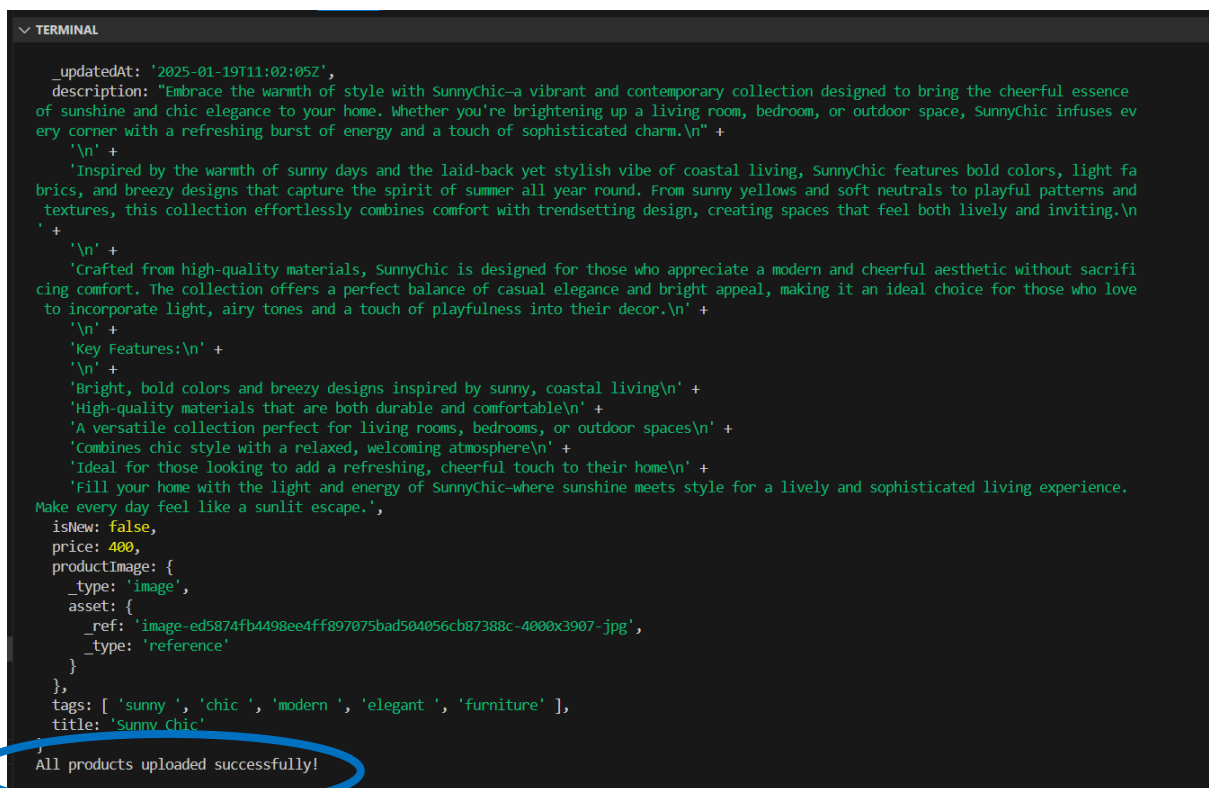 TERMINAL
_updatedAt: '2025-01-19T11:02:05Z',
description: "Embrace the warmth of style with SunnyChic—a vibrant and contemporary collection designed to bring the cheerful essence
of sunshine and chic elegance to your home. Whether you're brightening up a living room, bedroom, or outdoor space, SunnyChic infuses ev
ery corner with a refreshing burst of energy and a touch of sophisticated charm.\n" +
'\n' +
'Inspired by the warmth of sunny days and the laid-back yet stylish vibe of coastal living, SunnyChic features bold colors, light fa
brics, and breezy designs that capture the spirit of summer all year round. From sunny yellows and soft neutrals to playful patterns and
textures, this collection effortlessly combines comfort with trendsetting design, creating spaces that feel both lively and inviting.\n
' +
'\n' +
'Crafted from high-quality materials, SunnyChic is designed for those who appreciate a modern and cheerful aesthetic without sacrifi
cing comfort. The collection offers a perfect balance of casual elegance and bright appeal, making it an ideal choice for those who love
to incorporate light, airy tones and a touch of playfulness into their decor.\n' +
'\n' +
'Key Features:\n' +
'\n' +
'Bright, bold colors and breezy designs inspired by sunny, coastal living\n' +
'High-quality materials that are both durable and comfortable\n' +
'A versatile collection perfect for living rooms, bedrooms, or outdoor spaces\n' +
'Combines chic style with a relaxed, welcoming atmosphere\n' +
'Ideal for those looking to add a refreshing, cheerful touch to their home\n' +
'Fill your home with the light and energy of SunnyChic—where sunshine meets style for a lively and sophisticated living experience.
Make every day feel like a sunlit escape.',
isNew: false,
price: 400,
productImage: {
_type: 'image',
asset: {
_ref: 'image-ed5874fb4498ee4ff897075bad504056cb87388c-4000x3907-jpg',
_type: 'reference'
}
},
tags: [ 'sunny ', 'chic ', 'modern ', 'elegant ', 'furniture' ],
title: 'Sunny Chic'
}
All products uploaded successfully!